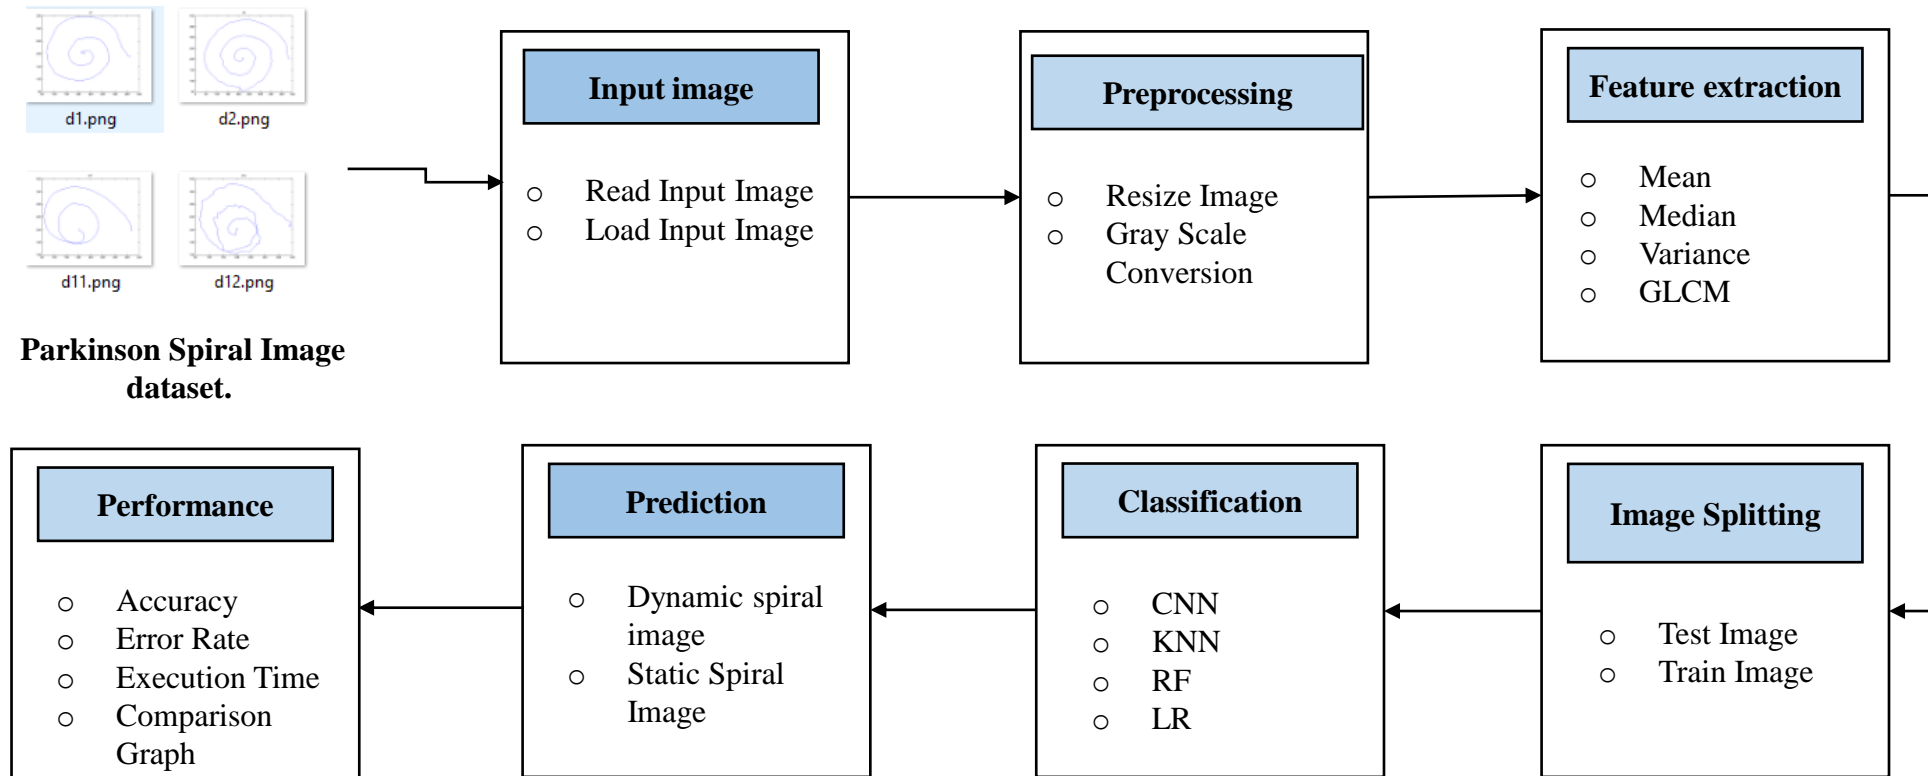 d1.png
d2.png
d11.png
d12.png
Parkinson Spiral Image
dataset.
Input image
o Read Input Image
o Load Input Image
Preprocessing
o Resize Image
o Gray Scale
Conversion
Feature extraction
o Mean
o Median
o Variance
o GLCM
Image Splitting
o Test Image
o Train Image
Classification
o CNN
o KNN
o RF
o LR
Prediction
o Dynamic spiral
image
o Static Spiral
Image
Performance
o Accuracy
o Error Rate
o Execution Time
o Comparison
Graph